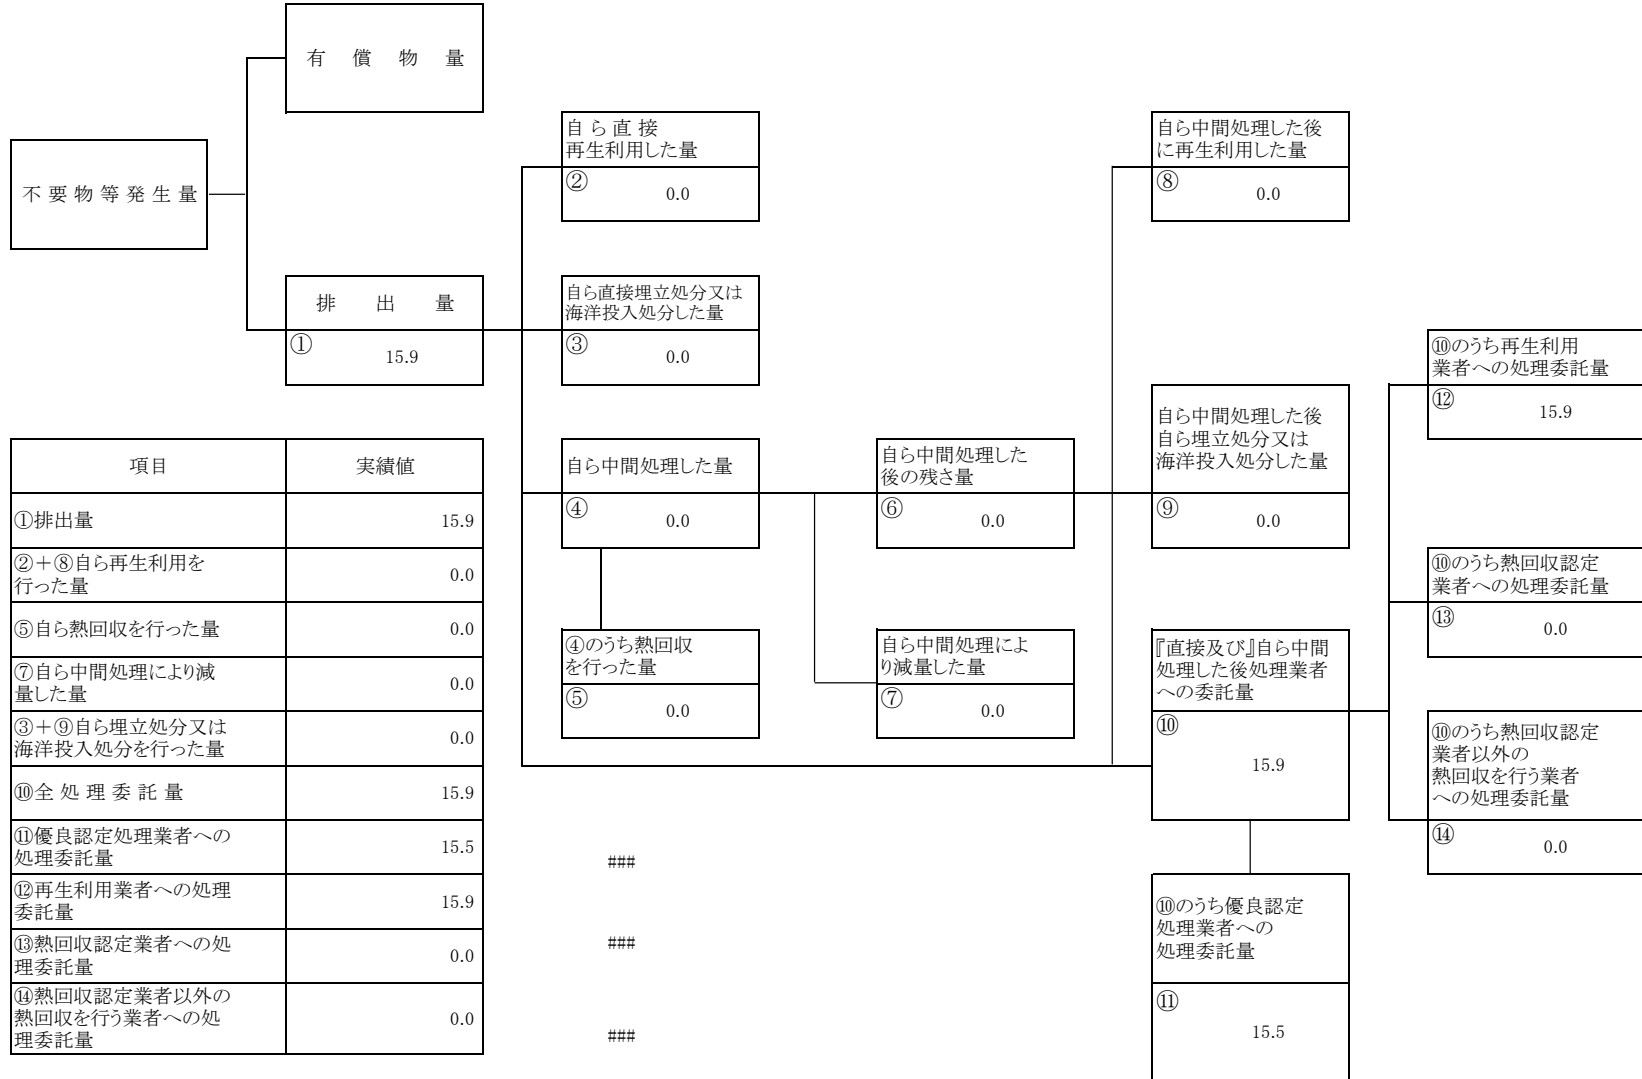 有 償 物 量
不 要 物 等 発 生 量
排 出 量
①
15.9
自 ら 直 接
再生利用した量
②
0.0
自ら直接埋立処分又は
海洋投入処分した量
③
0.0
自ら中間処理した量
④
0.0
④のうち熱回収
を行った量
⑤
0.0
自ら中間処理した
後の残さ量
⑥
0.0
自ら中間処理によ
り減量した量
⑦
0.0
自ら中間処理した後
に再生利用した量
⑧
0.0
自ら中間処理した後
自ら埋立処分又は
海洋投入処分した量
⑨
0.0
『直接及び』自ら中間
処理した後処理業者
への委託量
⑩
15.9
⑩のうち優良認定
処理業者への
処理委託量
⑪
15.5
⑩のうち再生利用
業者への処理委託量
⑫
15.9
⑩のうち熱回収認定
業者への処理委託量
⑬
0.0
⑩のうち熱回収認定
業者以外の
熱回収を行う業者
への処理委託量
⑭
0.0
項目 実績値
①排出量 15.9
②＋⑧自ら再生利用を
行った量 0.0
⑤自ら熱回収を行った量 0.0
⑦自ら中間処理により減
量した量 0.0
③＋⑨自ら埋立処分又は
海洋投入処分を行った量 0.0
⑩全 処 理 委 託 量 15.9
⑪優良認定処理業者への
処理委託量 15.5
⑫再生利用業者への処理
委託量 15.9
⑬熱回収認定業者への処
理委託量 0.0
⑭熱回収認定業者以外の
熱回収を行う業者への処
理委託量 0.0
###
###
###